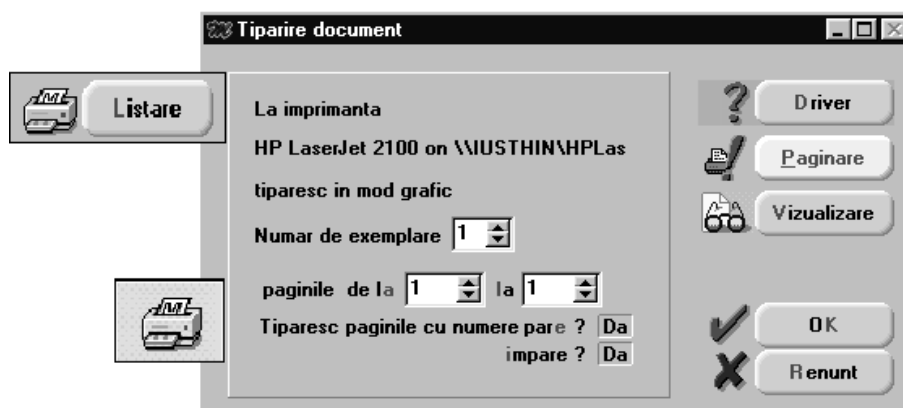 Tiparire document
Listare
La imprimanta
HP LaserJet 2100 on \\IUSTHIN\HPLas
tiparesc in mod grafic
Numar de exemplare 1
paginile de la 1 la 1
Tiparesc paginile cu numere pare ? Da
impare ? Da
Driver
Paginare
Vizualizare
OK
Renunt